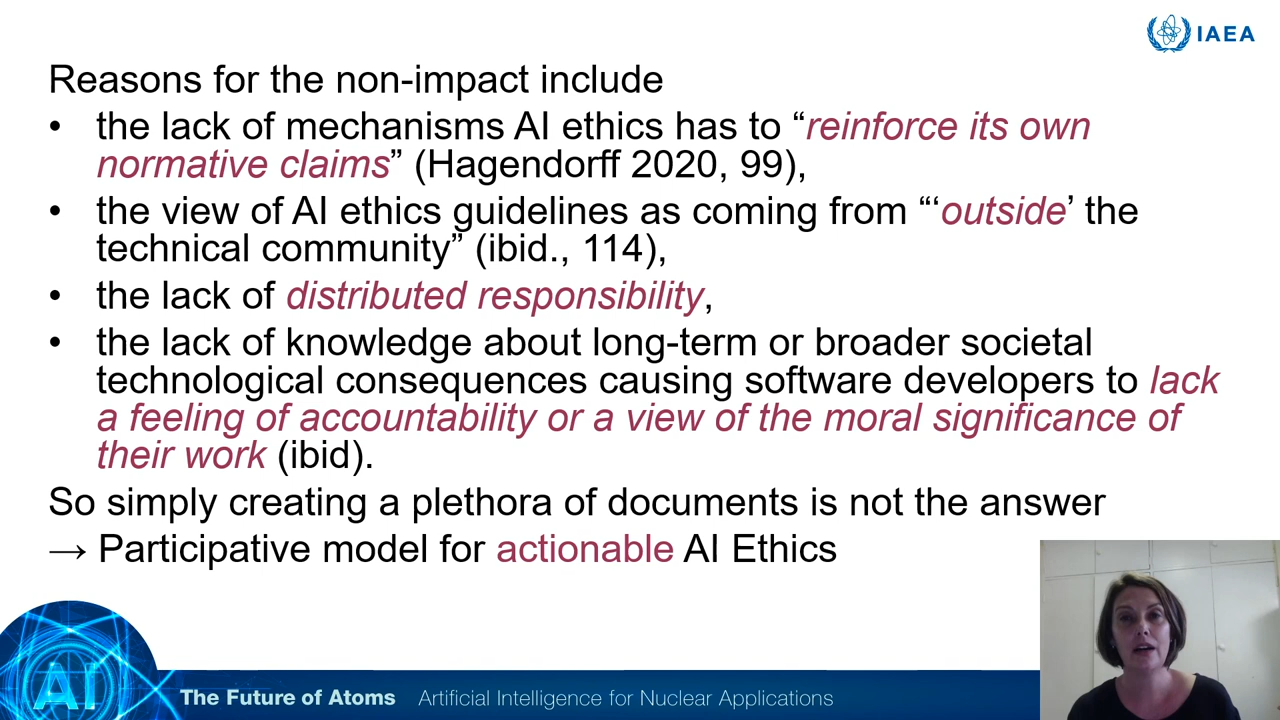 IAEA
Reasons for the non-impact include
• the lack of mechanisms AI ethics has to “reinforce its own
normative claims” (Hagendorff 2020, 99),
• the view of AI ethics guidelines as coming from “‘outside’ the
technical community” (ibid., 114),
• the lack of distributed responsibility,
• the lack of knowledge about long-term or broader societal
technological consequences causing software developers to lack
a feeling of accountability or a view of the moral significance of
their work (ibid).
So simply creating a plethora of documents is not the answer
→ Participative model for actionable AI Ethics
AI
The Future of Atoms Artificial Intelligence for Nuclear Applications